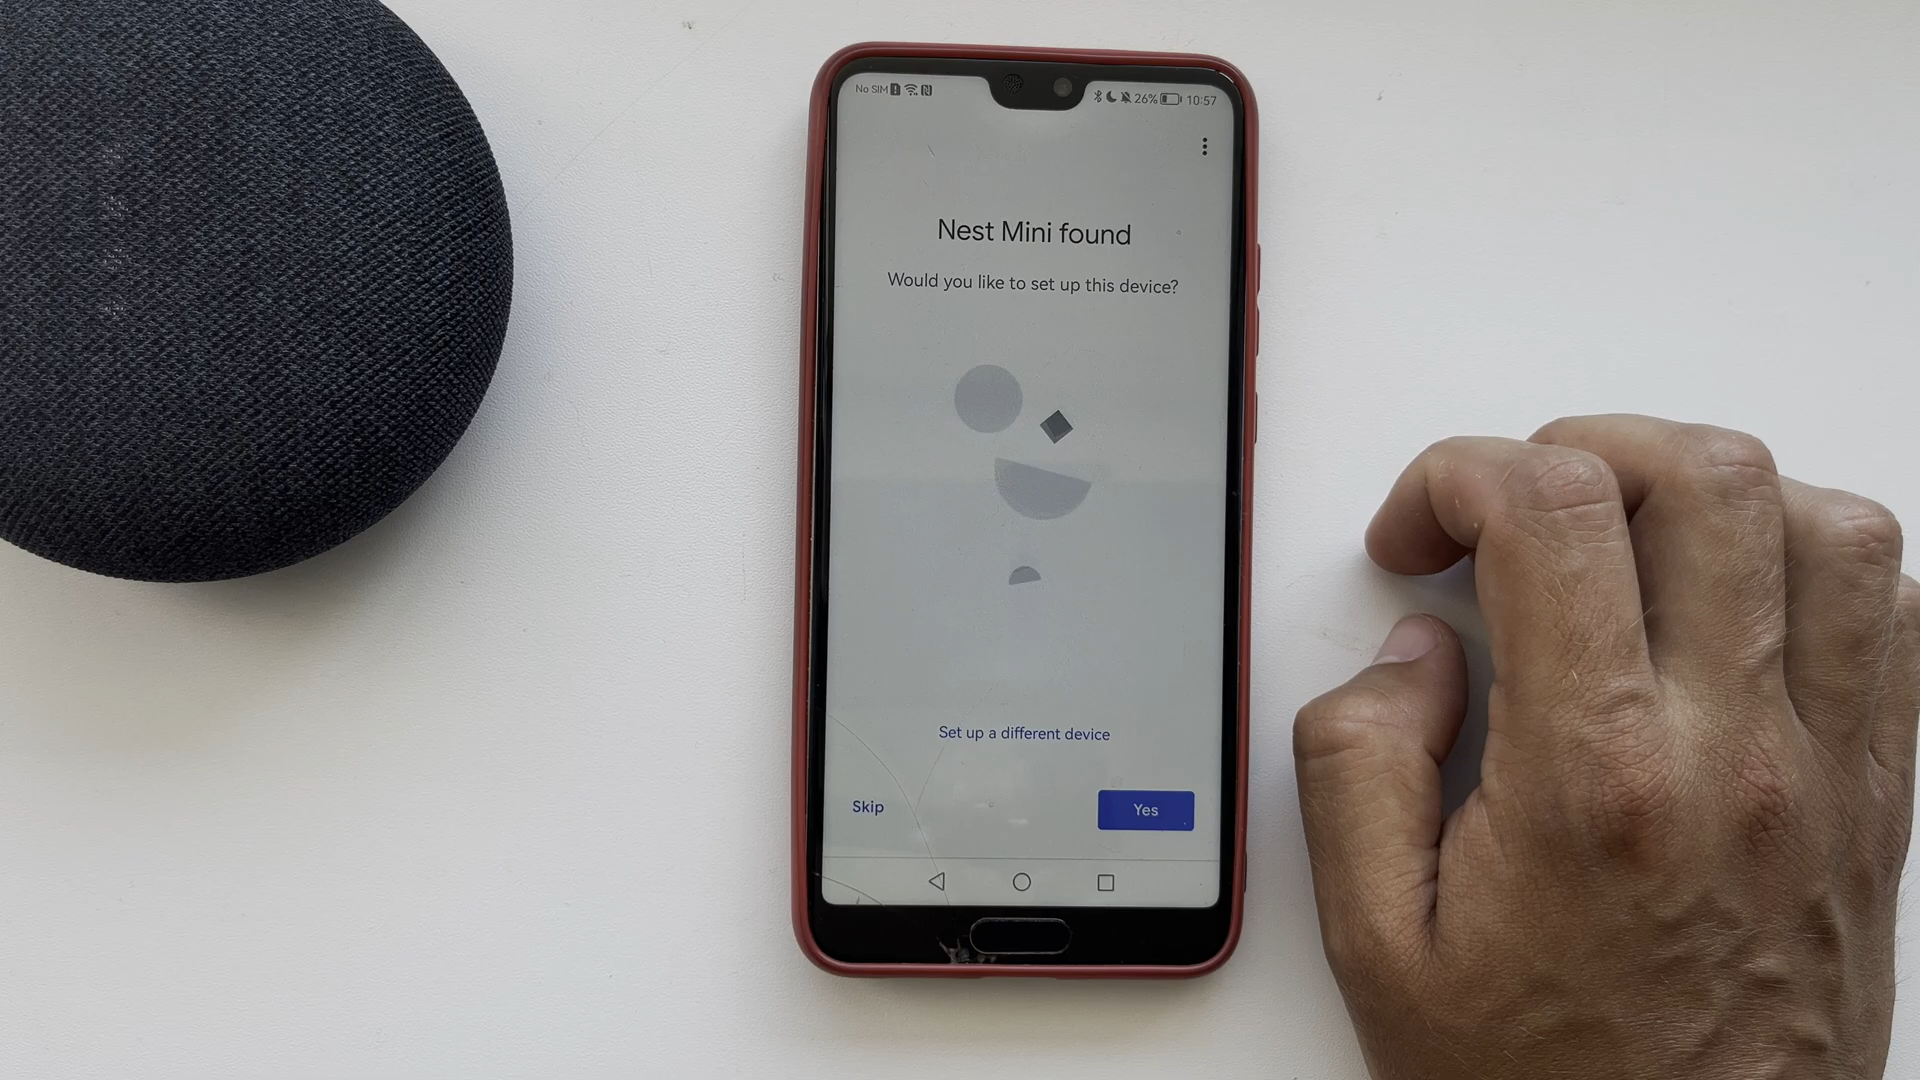 No SIM 26% 10:57
Nest Mini found
Would you like to set up this device?
Set up a different device
Skip Yes